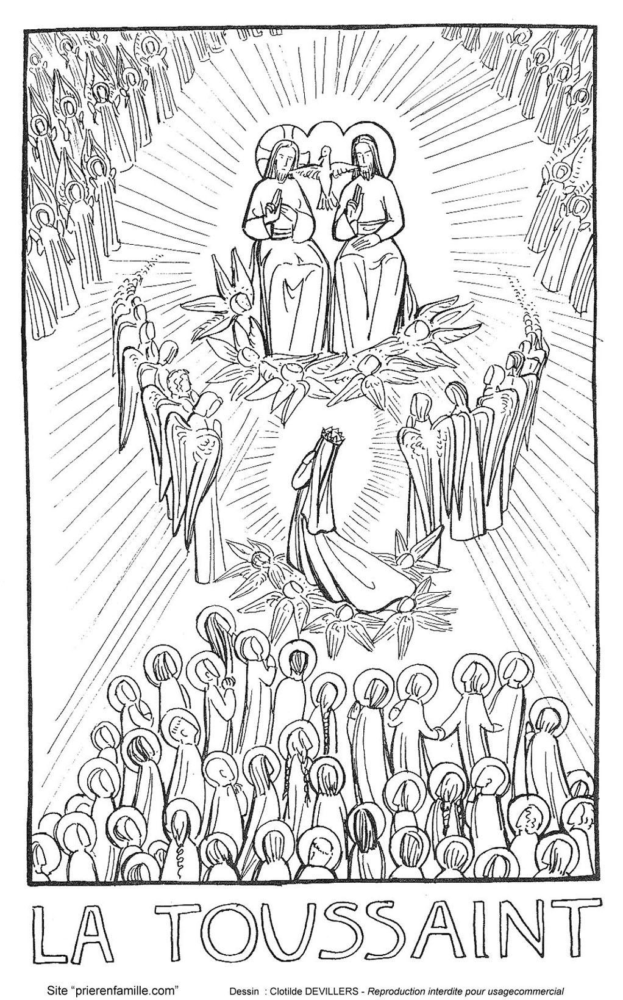 LA TOUSSAINT
Site “prierenfamille.com” Dessin : Clotilde DEVILLERS - Reproduction interdite pour usagecommercial